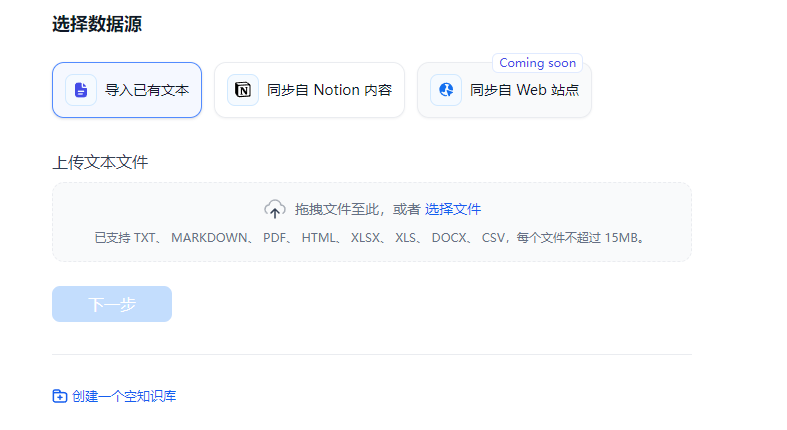 选择数据源
Coming soon
导入已有文本
同步自 Notion 内容
同步自 Web 站点
上传文本文件
拖拽文件至此，或者 选择文件
已支持 TXT、 MARKDOWN、 PDF、 HTML、 XLSX、 XLS、 DOCX、 CSV，每个文件不超过 15MB。
下一步
创建一个空知识库